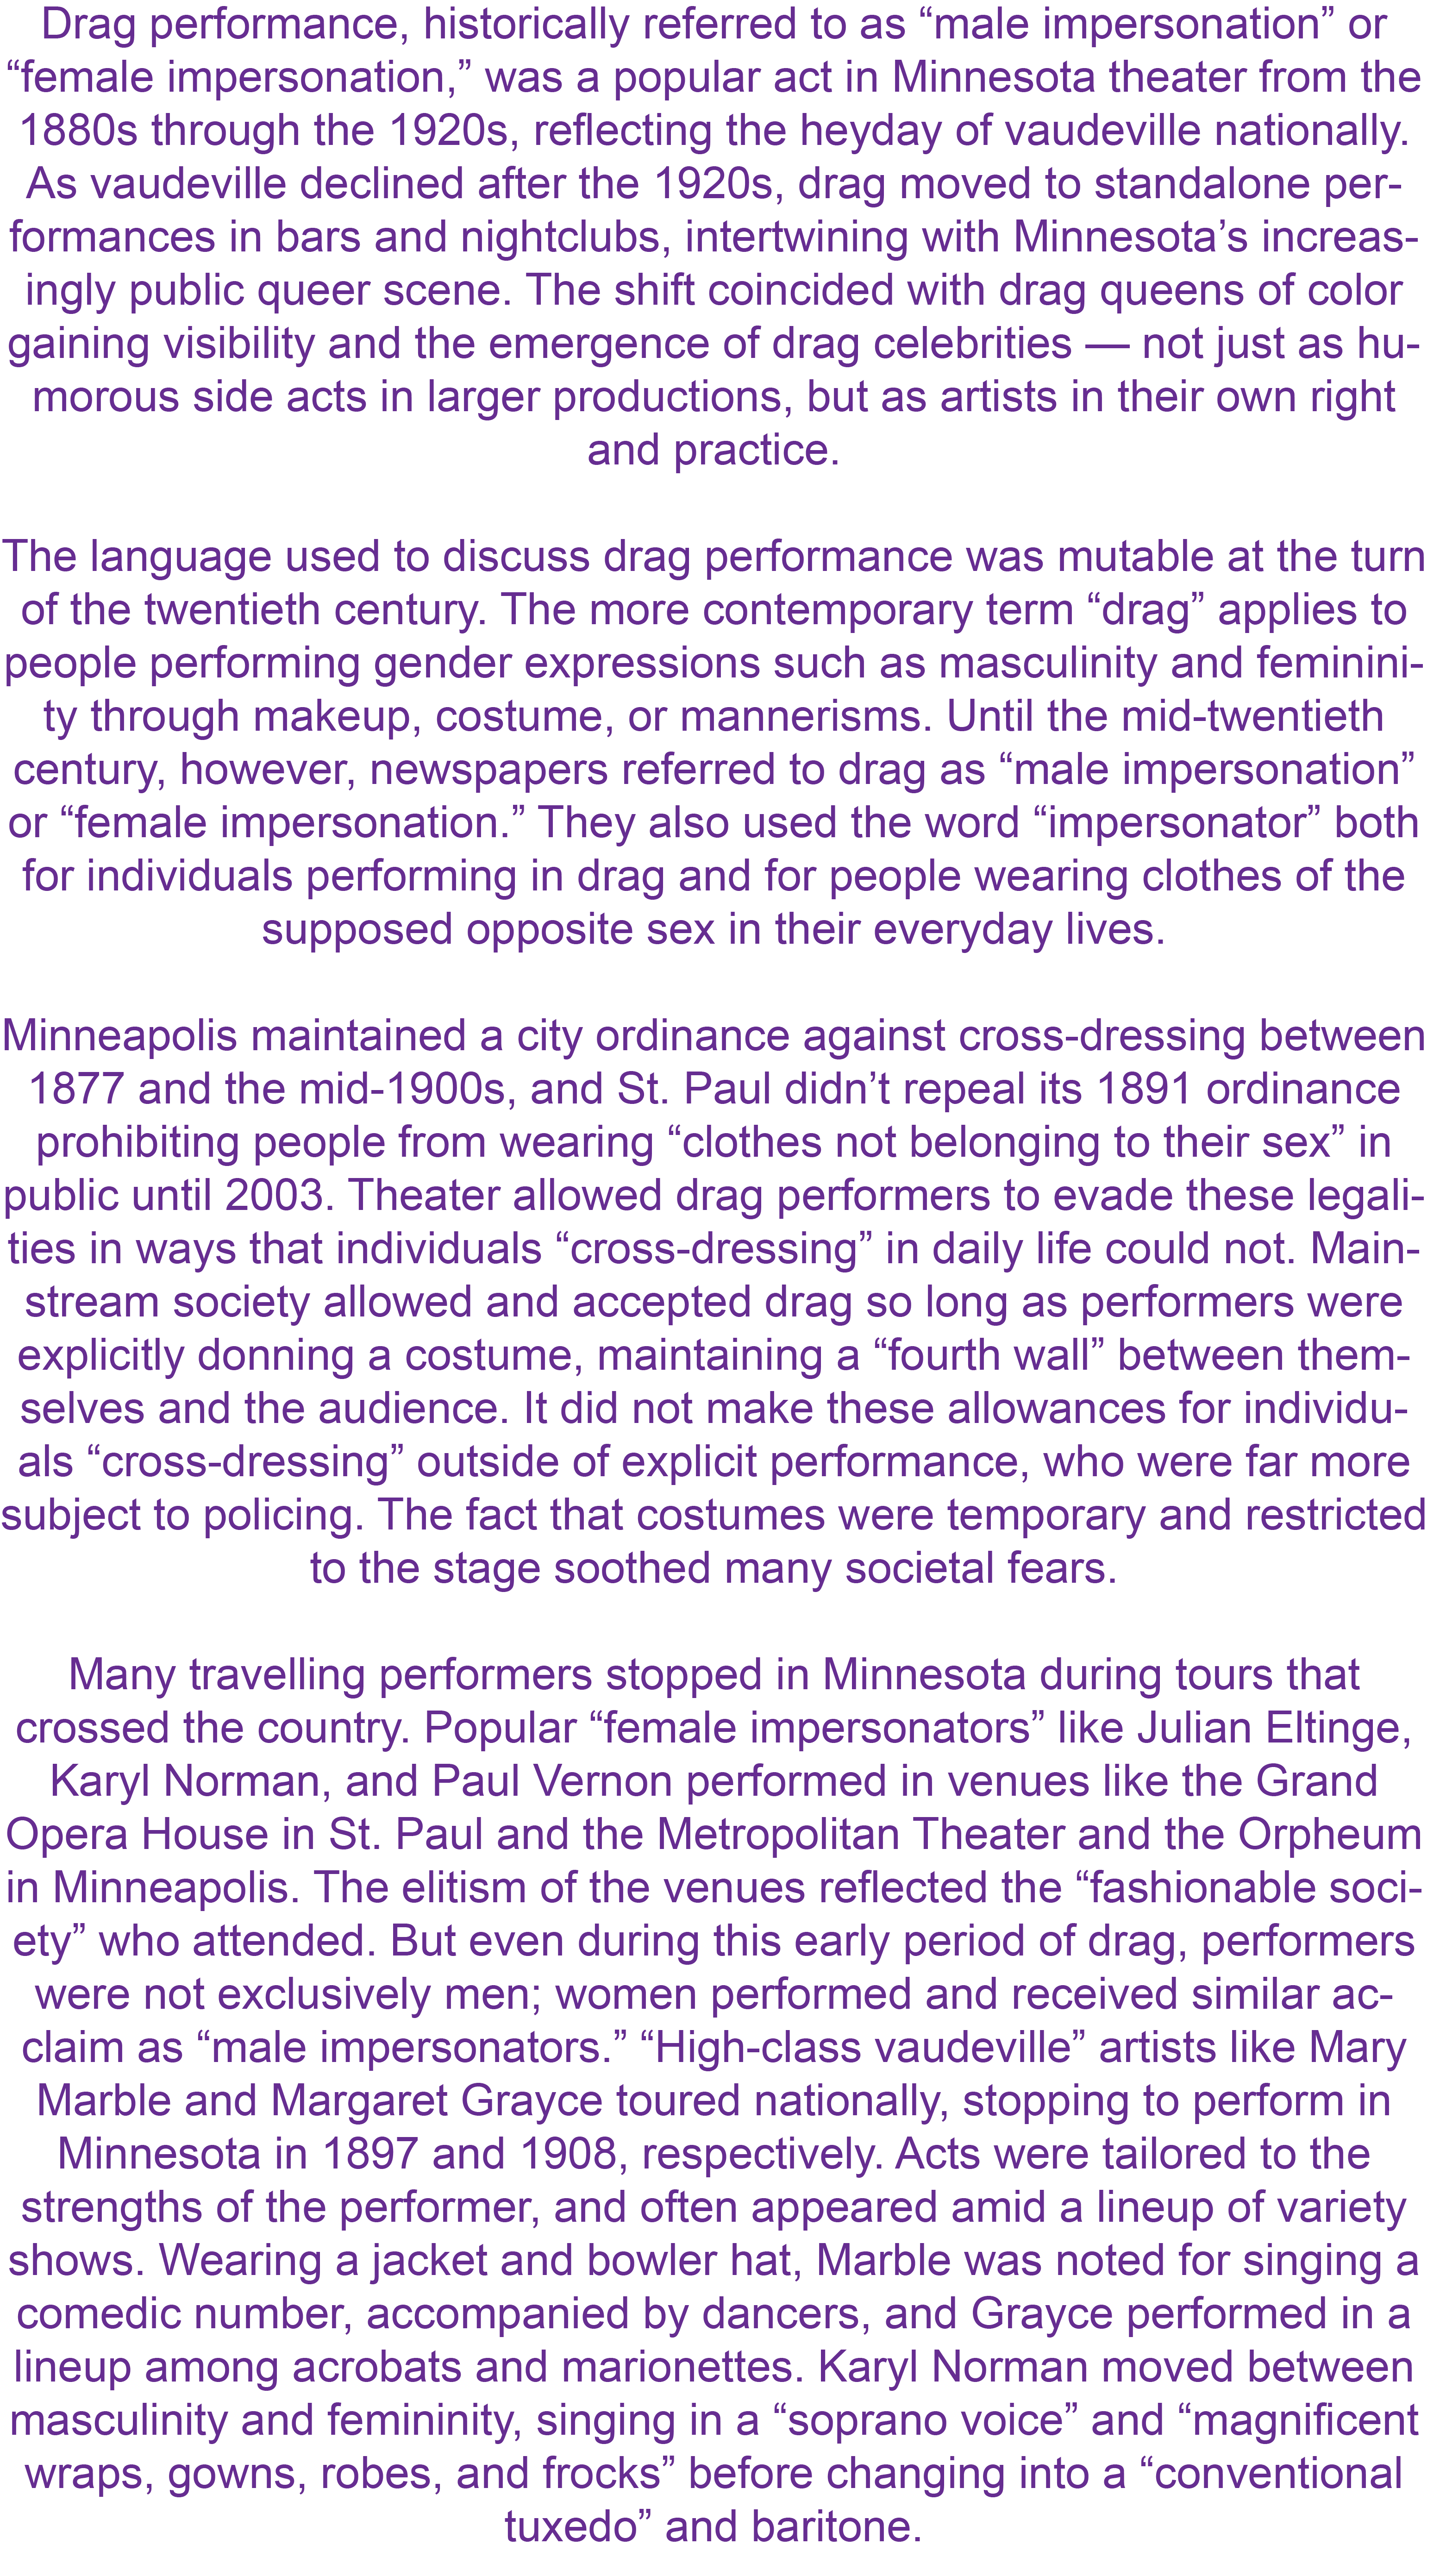 Drag performance, historically referred to as “male impersonation” or
“female impersonation,” was a popular act in Minnesota theater from the
1880s through the 1920s, reflecting the heyday of vaudeville nationally.
As vaudeville declined after the 1920s, drag moved to standalone per-
formances in bars and nightclubs, intertwining with Minnesota’s increas-
ingly public queer scene. The shift coincided with drag queens of color
gaining visibility and the emergence of drag celebrities — not just as hu-
morous side acts in larger productions, but as artists in their own right
and practice.
The language used to discuss drag performance was mutable at the turn
of the twentieth century. The more contemporary term “drag” applies to
people performing gender expressions such as masculinity and feminini-
ty through makeup, costume, or mannerisms. Until the mid-twentieth
century, however, newspapers referred to drag as “male impersonation”
or “female impersonation.” They also used the word “impersonator” both
for individuals performing in drag and for people wearing clothes of the
supposed opposite sex in their everyday lives.
Minneapolis maintained a city ordinance against cross-dressing between
1877 and the mid-1900s, and St. Paul didn’t repeal its 1891 ordinance
prohibiting people from wearing “clothes not belonging to their sex” in
public until 2003. Theater allowed drag performers to evade these legali-
ties in ways that individuals “cross-dressing” in daily life could not. Main-
stream society allowed and accepted drag so long as performers were
explicitly donning a costume, maintaining a “fourth wall” between them-
selves and the audience. It did not make these allowances for individu-
als “cross-dressing” outside of explicit performance, who were far more
subject to policing. The fact that costumes were temporary and restricted
to the stage soothed many societal fears.
Many travelling performers stopped in Minnesota during tours that
crossed the country. Popular “female impersonators” like Julian Eltinge,
Karyl Norman, and Paul Vernon performed in venues like the Grand
Opera House in St. Paul and the Metropolitan Theater and the Orpheum
in Minneapolis. The elitism of the venues reflected the “fashionable soci-
ety” who attended. But even during this early period of drag, performers
were not exclusively men; women performed and received similar ac-
claim as “male impersonators.” “High-class vaudeville” artists like Mary
Marble and Margaret Grayce toured nationally, stopping to perform in
Minnesota in 1897 and 1908, respectively. Acts were tailored to the
strengths of the performer, and often appeared amid a lineup of variety
shows. Wearing a jacket and bowler hat, Marble was noted for singing a
comedic number, accompanied by dancers, and Grayce performed in a
lineup among acrobats and marionettes. Karyl Norman moved between
masculinity and femininity, singing in a “soprano voice” and “magnificent
wraps, gowns, robes, and frocks” before changing into a “conventional
tuxedo” and baritone.